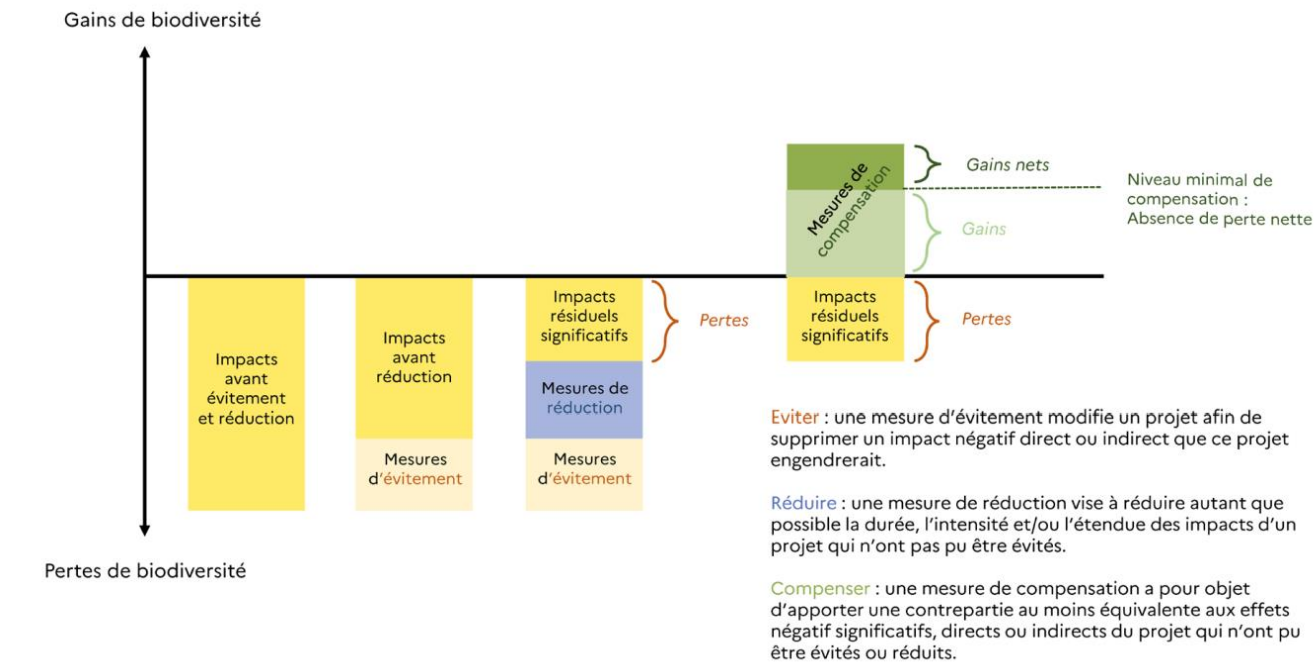 Gains de biodiversité
Mesures de
compensation
Gains nets
Niveau minimal de
compensation :
Absence de perte nette
Gains
Impacts
avant
évitement
et réduction
Impacts
avant
réduction
Mesures
d'évitement
Impacts
résiduels
significatifs
Pertes
Mesures de
réduction
Mesures
d'évitement
Impacts
résiduels
significatifs
Pertes
Pertes de biodiversité
Eviter : une mesure d'évitement modifie un projet afin de
supprimer un impact négatif direct ou indirect que ce projet
engendrerait.
Réduire : une mesure de réduction vise à réduire autant que
possible la durée, l'intensité et/ou l'étendue des impacts d'un
projet qui n'ont pas pu être évités.
Compenser : une mesure de compensation a pour objet
d'apporter une contrepartie au moins équivalente aux effets
négatif significatifs, directs ou indirects du projet qui n'ont pu
être évités ou réduits.